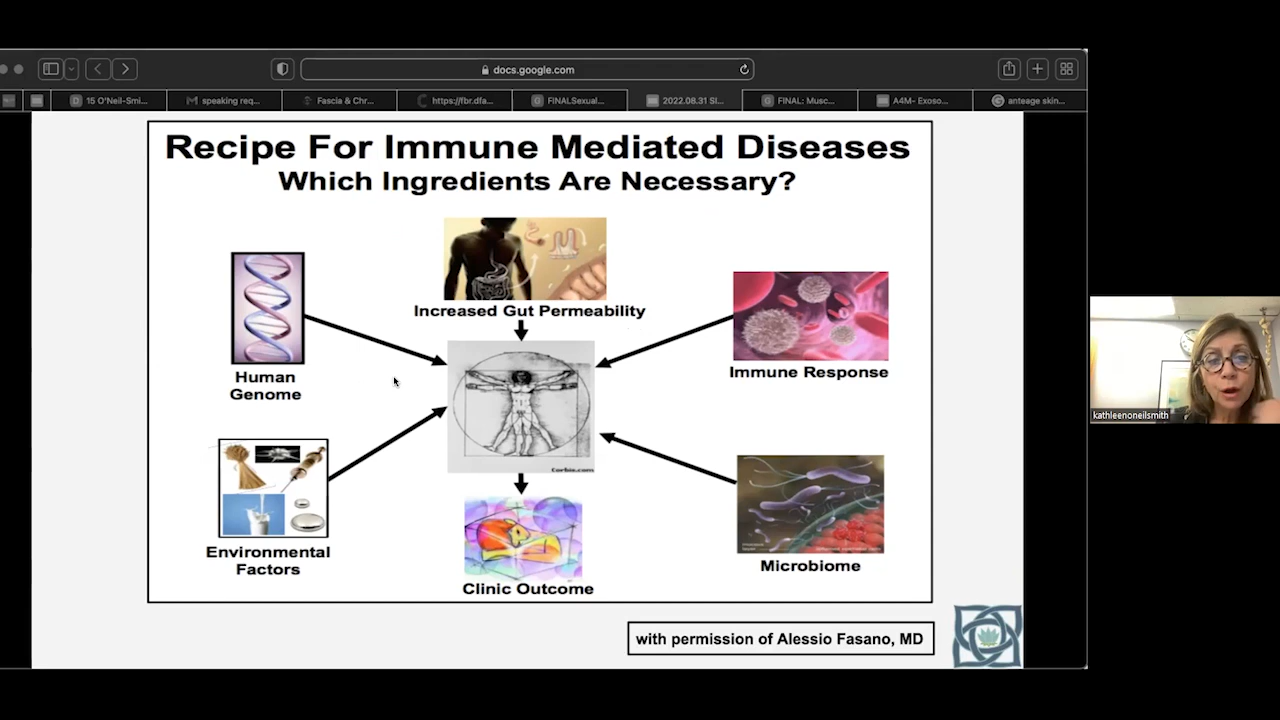 docs.google.com
15 O'Neil-Smi...
speaking req...
Fascia & Chr...
https://fbr.dfa...
FINALSexual...
2022.08.31 Sl...
FINAL: Musc...
A4M- Exoso...
anteage skin...
Recipe For Immune Mediated Diseases
Which Ingredients Are Necessary?
Increased Gut Permeability
Human
Genome
Immune Response
Corbis.com
Environmental
Factors
Clinic Outcome
Microbiome
with permission of Alessio Fasano, MD
kathleenoneilsmith